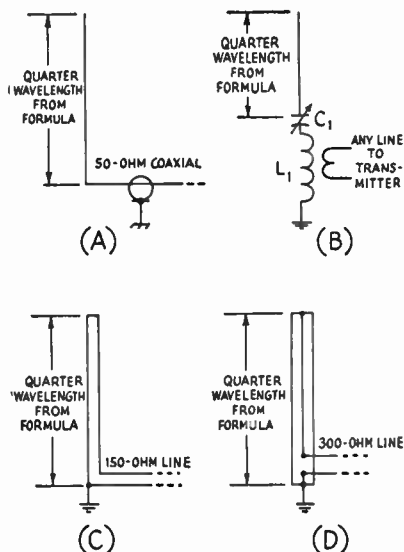 QUARTER
WAVELENGTH
FROM
FORMULA
50-OHM COAXIAL
(A)
QUARTER
WAVELENGTH
FROM
FORMULA
C1
L1
ANY LINE
TO
TRANS-
MITTER
(B)
QUARTER
WAVELENGTH
FROM
FORMULA
150-OHM LINE
(C)
QUARTER
WAVELENGTH
FROM
FORMULA
300-OHM LINE
(D)